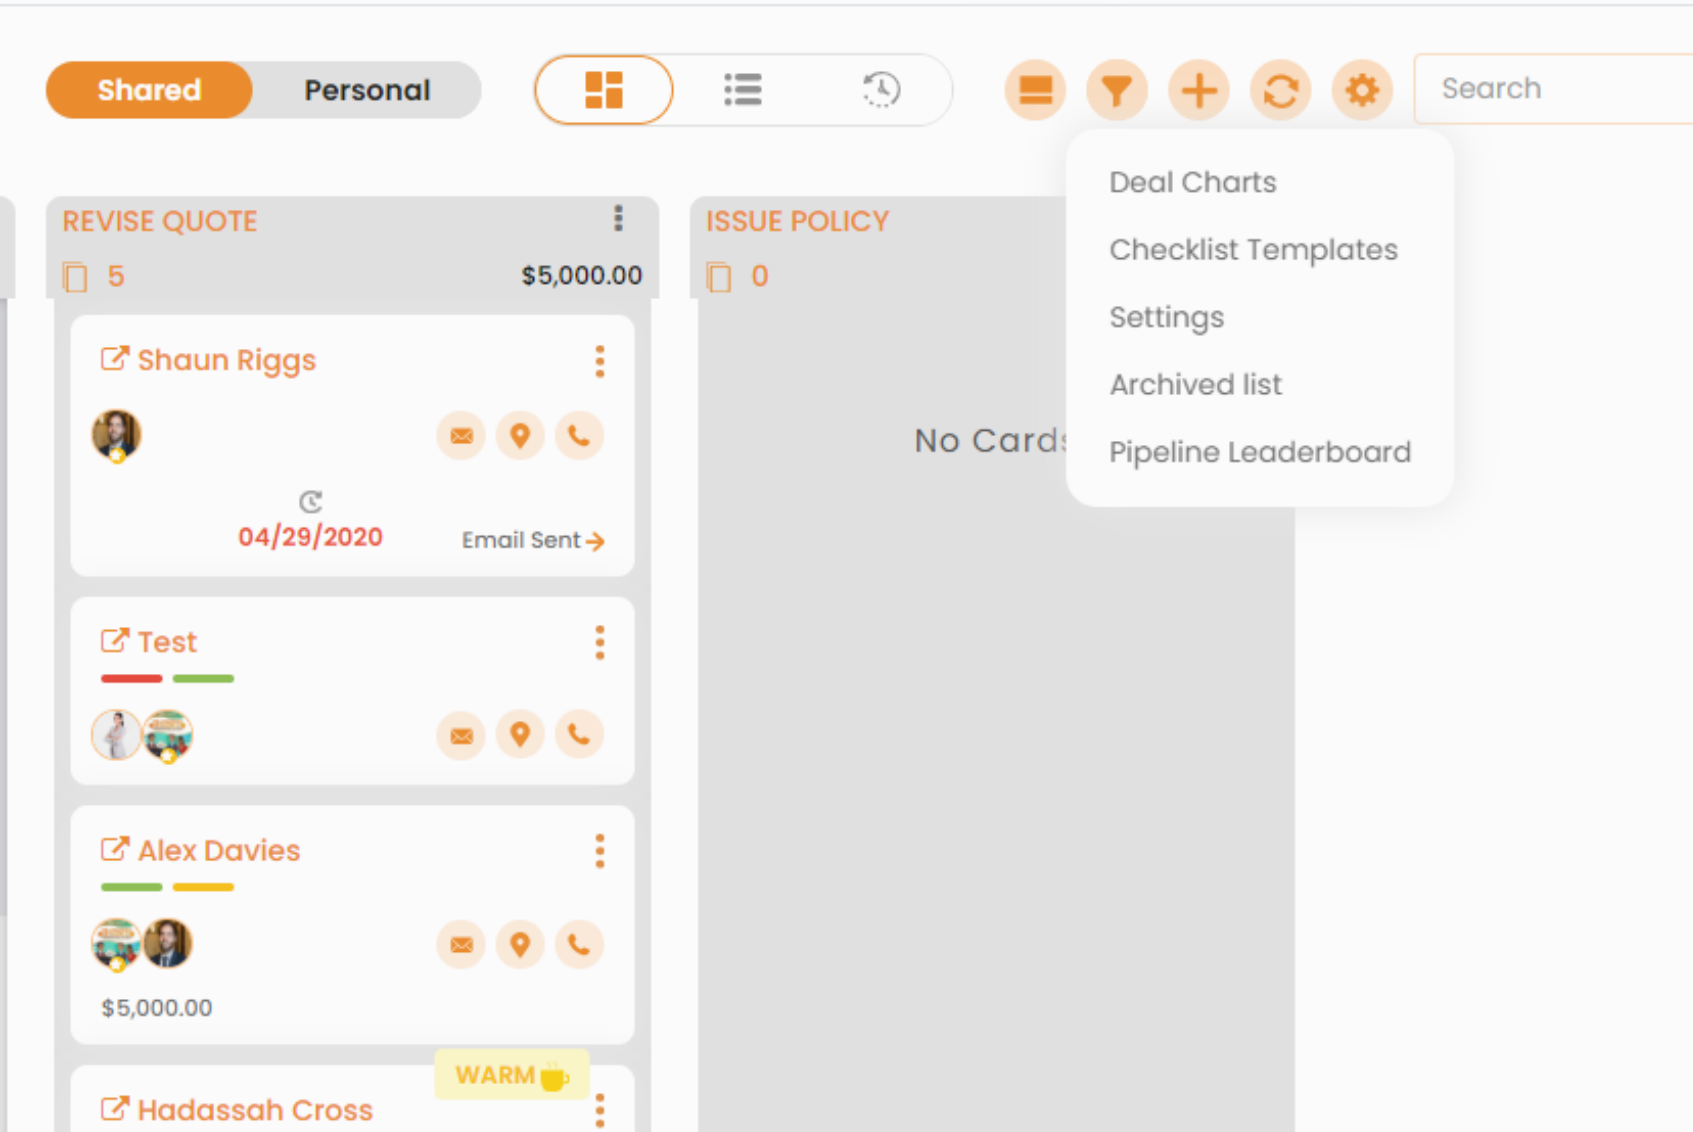 Shared Personal
Search
Deal Charts
Checklist Templates
Settings
Archived list
Pipeline Leaderboard
REVISE QUOTE
5 $5,000.00
Shaun Riggs
04/29/2020
Email Sent
Test
Alex Davies
$5,000.00
WARM
Hadassah Cross
ISSUE POLICY
0
No Cards